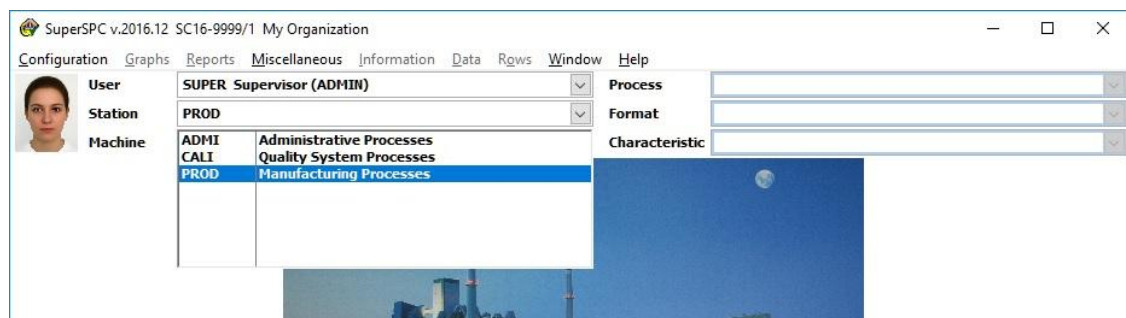 SuperSPC v.2016.12 SC16-9999/1 My Organization
Configuration Graphs Reports Miscellaneous Information Data Rows Window Help
User SUPER Supervisor (ADMIN) Process
Station PROD Format
Machine ADMI Administrative Processes Characteristic
CALI Quality System Processes
PROD Manufacturing Processes